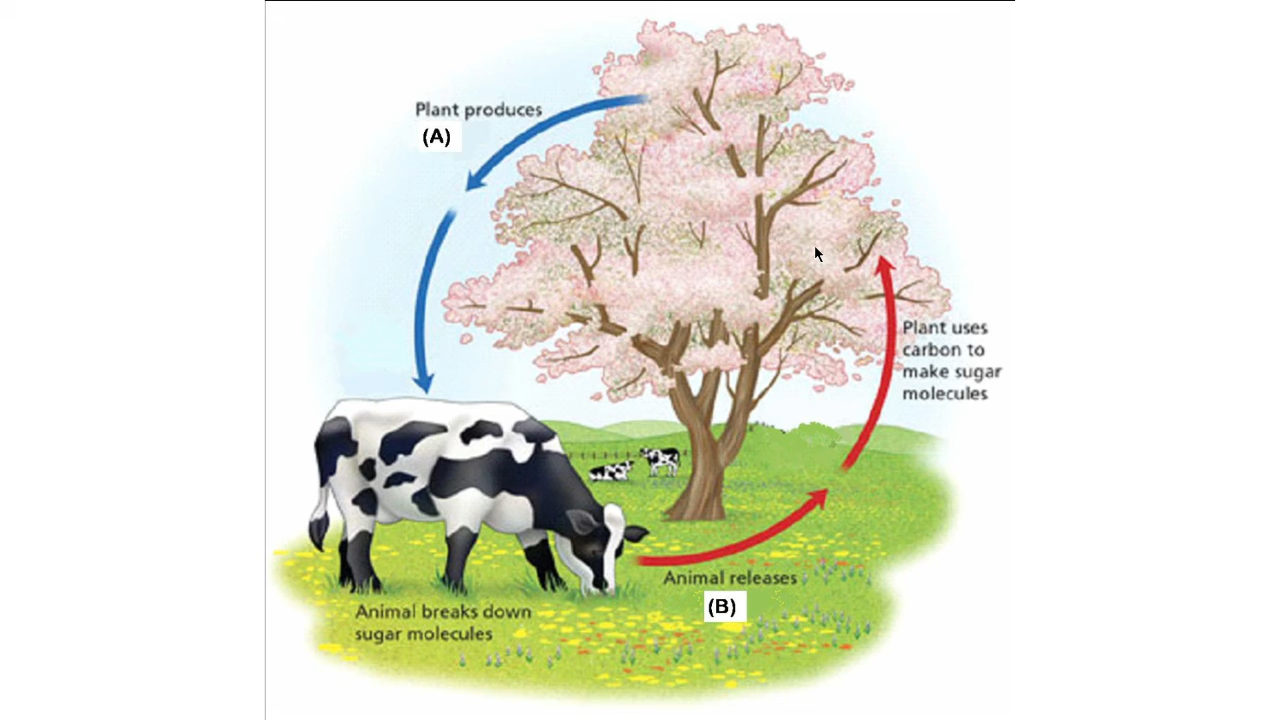 Plant produces
(A)
Plant uses
carbon to
make sugar
molecules
Animal releases
(B)
Animal breaks down
sugar molecules